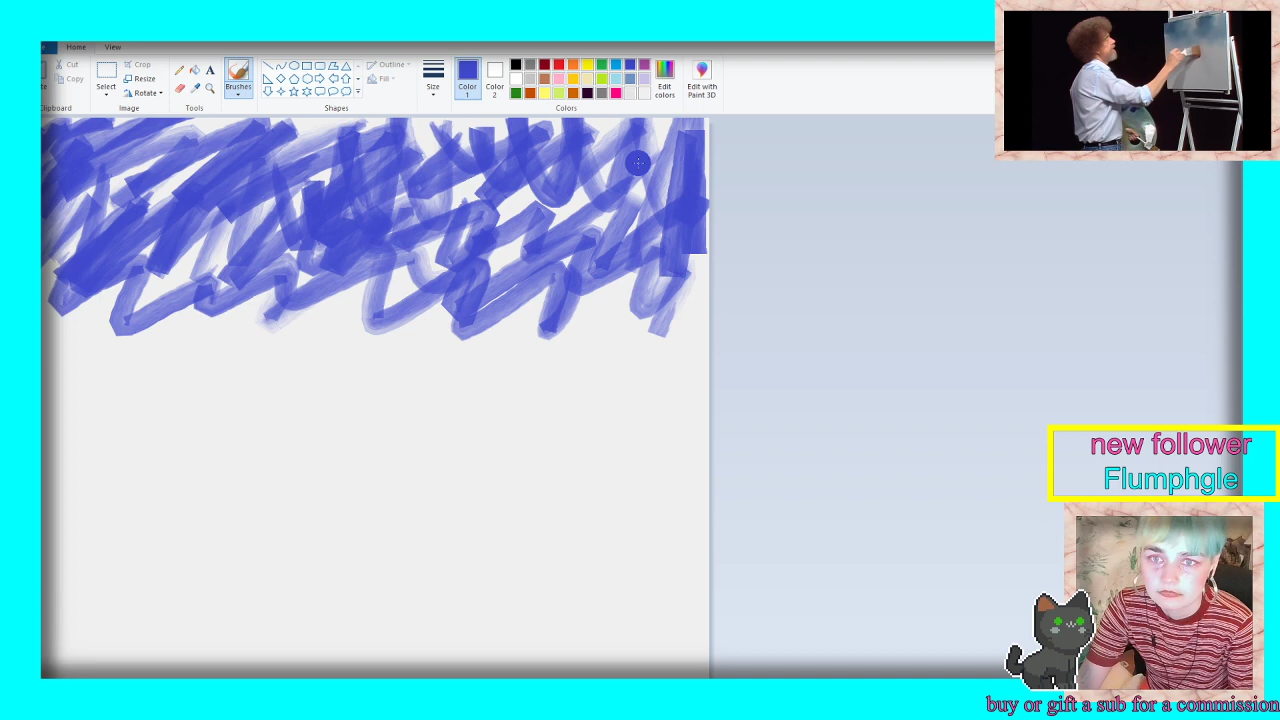 Home View
Cut
Copy
Clipboard
Select
Crop
Resize
Rotate
Image
Tools
Brushes
Shapes
Outline
Fill
Size
Color 1
Color 2
Colors
Edit colors
Edit with Paint 3D
new follower
Flumphgle
buy or gift a sub for a commission